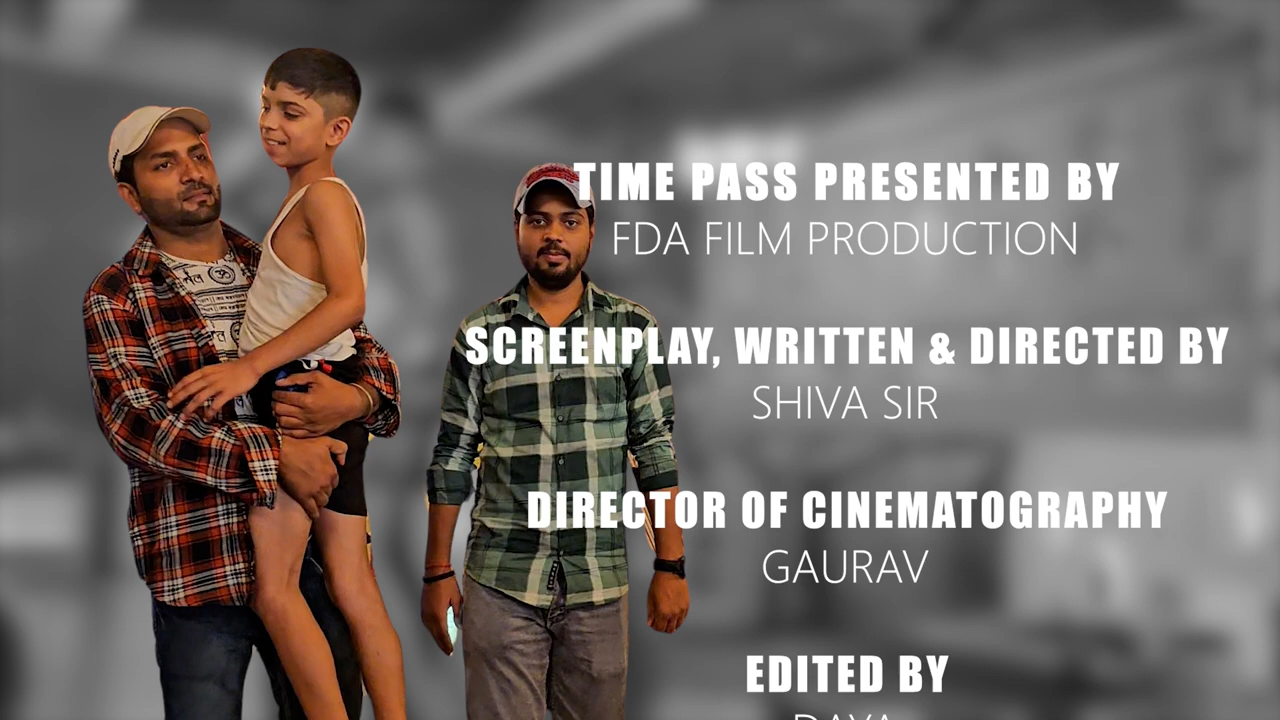 TIME PASS PRESENTED BY
FDA FILM PRODUCTION
SCREENPLAY, WRITTEN & DIRECTED BY
SHIVA SIR
DIRECTOR OF CINEMATOGRAPHY
GAURAV
EDITED BY